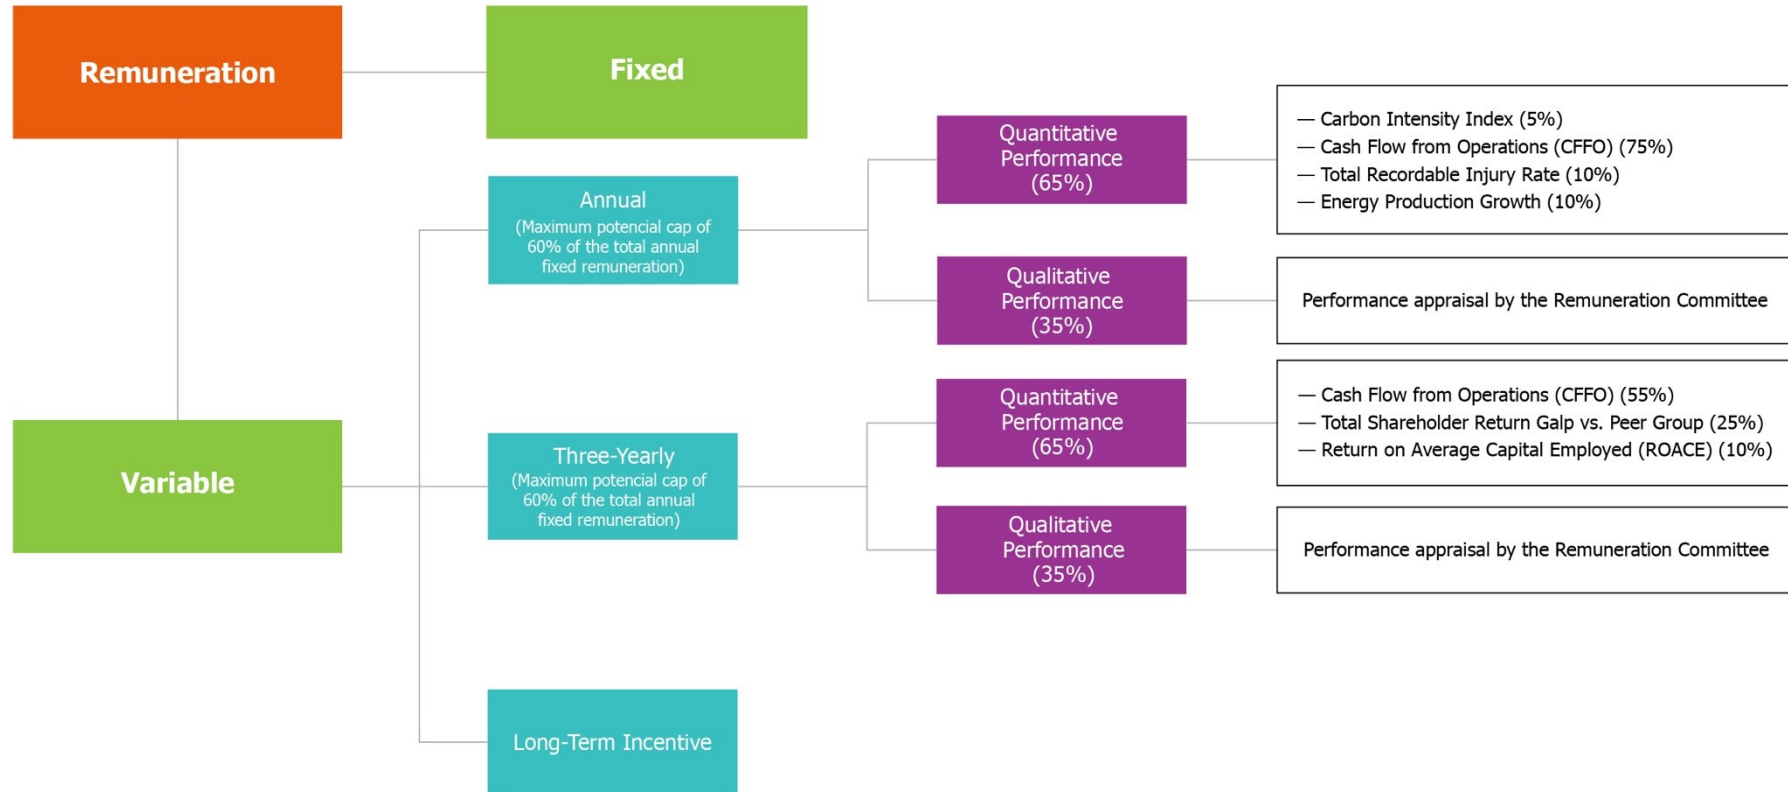 Remuneration
Fixed
Variable
Annual
(Maximum potencial cap of
60% of the total annual
fixed remuneration)
Quantitative
Performance
(65%)
— Carbon Intensity Index (5%)
— Cash Flow from Operations (CFFO) (75%)
— Total Recordable Injury Rate (10%)
— Energy Production Growth (10%)
Qualitative
Performance
(35%)
Performance appraisal by the Remuneration Committee
Three-Yearly
(Maximum potencial cap of
60% of the total annual
fixed remuneration)
Quantitative
Performance
(65%)
— Cash Flow from Operations (CFFO) (55%)
— Total Shareholder Return Galp vs. Peer Group (25%)
— Return on Average Capital Employed (ROACE) (10%)
Qualitative
Performance
(35%)
Performance appraisal by the Remuneration Committee
Long-Term Incentive